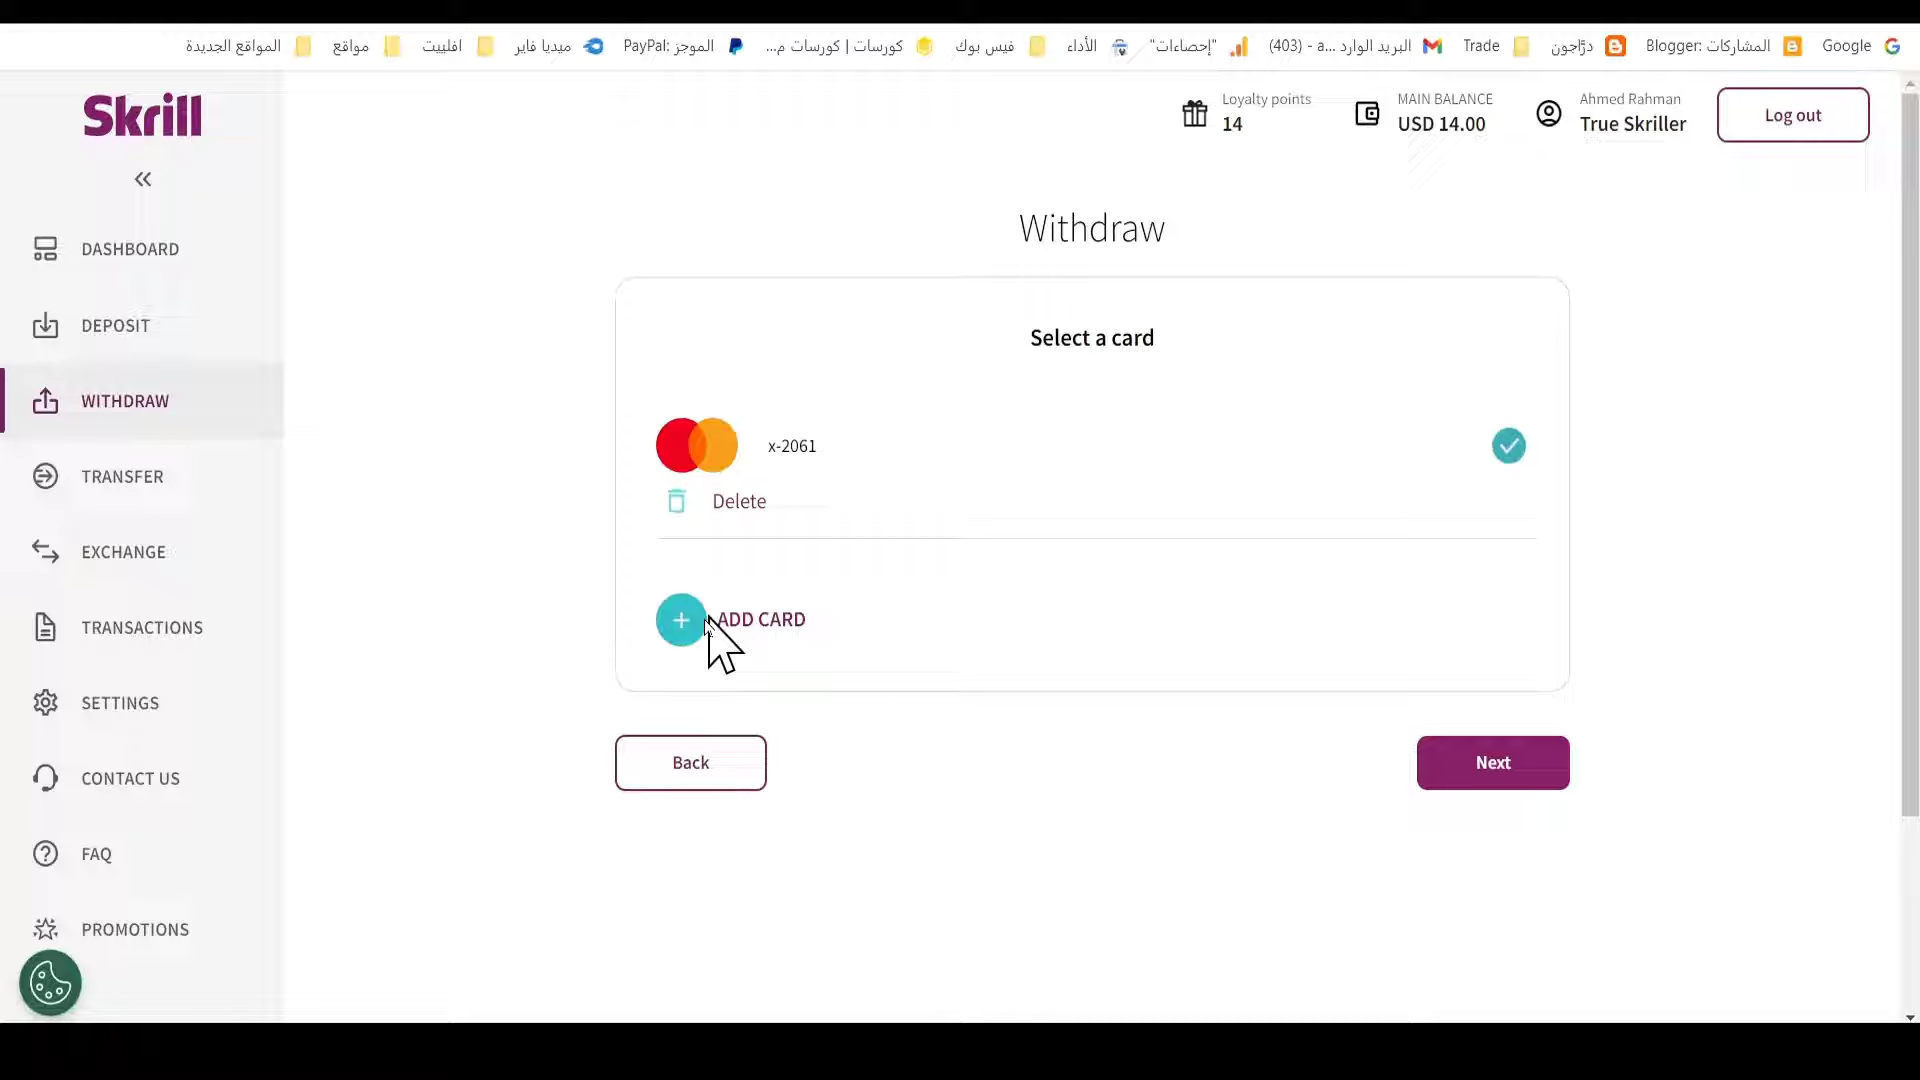 Google
Blogger: المشاركات
درّاجون
Trade
البريد الوارد a... - (403)
"إحصاءات"
الأداء
فيس بوك
كورسات | كورسات م...
PayPal: الموجز
ميديا فاير
افلييت
مواقع
المواقع الجديدة
Skrill
Loyalty points
14
MAIN BALANCE
USD 14.00
Ahmed Rahman
True Skriller
Log out
DASHBOARD
DEPOSIT
WITHDRAW
TRANSFER
EXCHANGE
TRANSACTIONS
SETTINGS
CONTACT US
FAQ
PROMOTIONS
Withdraw
Select a card
x-2061
Delete
ADD CARD
Back
Next